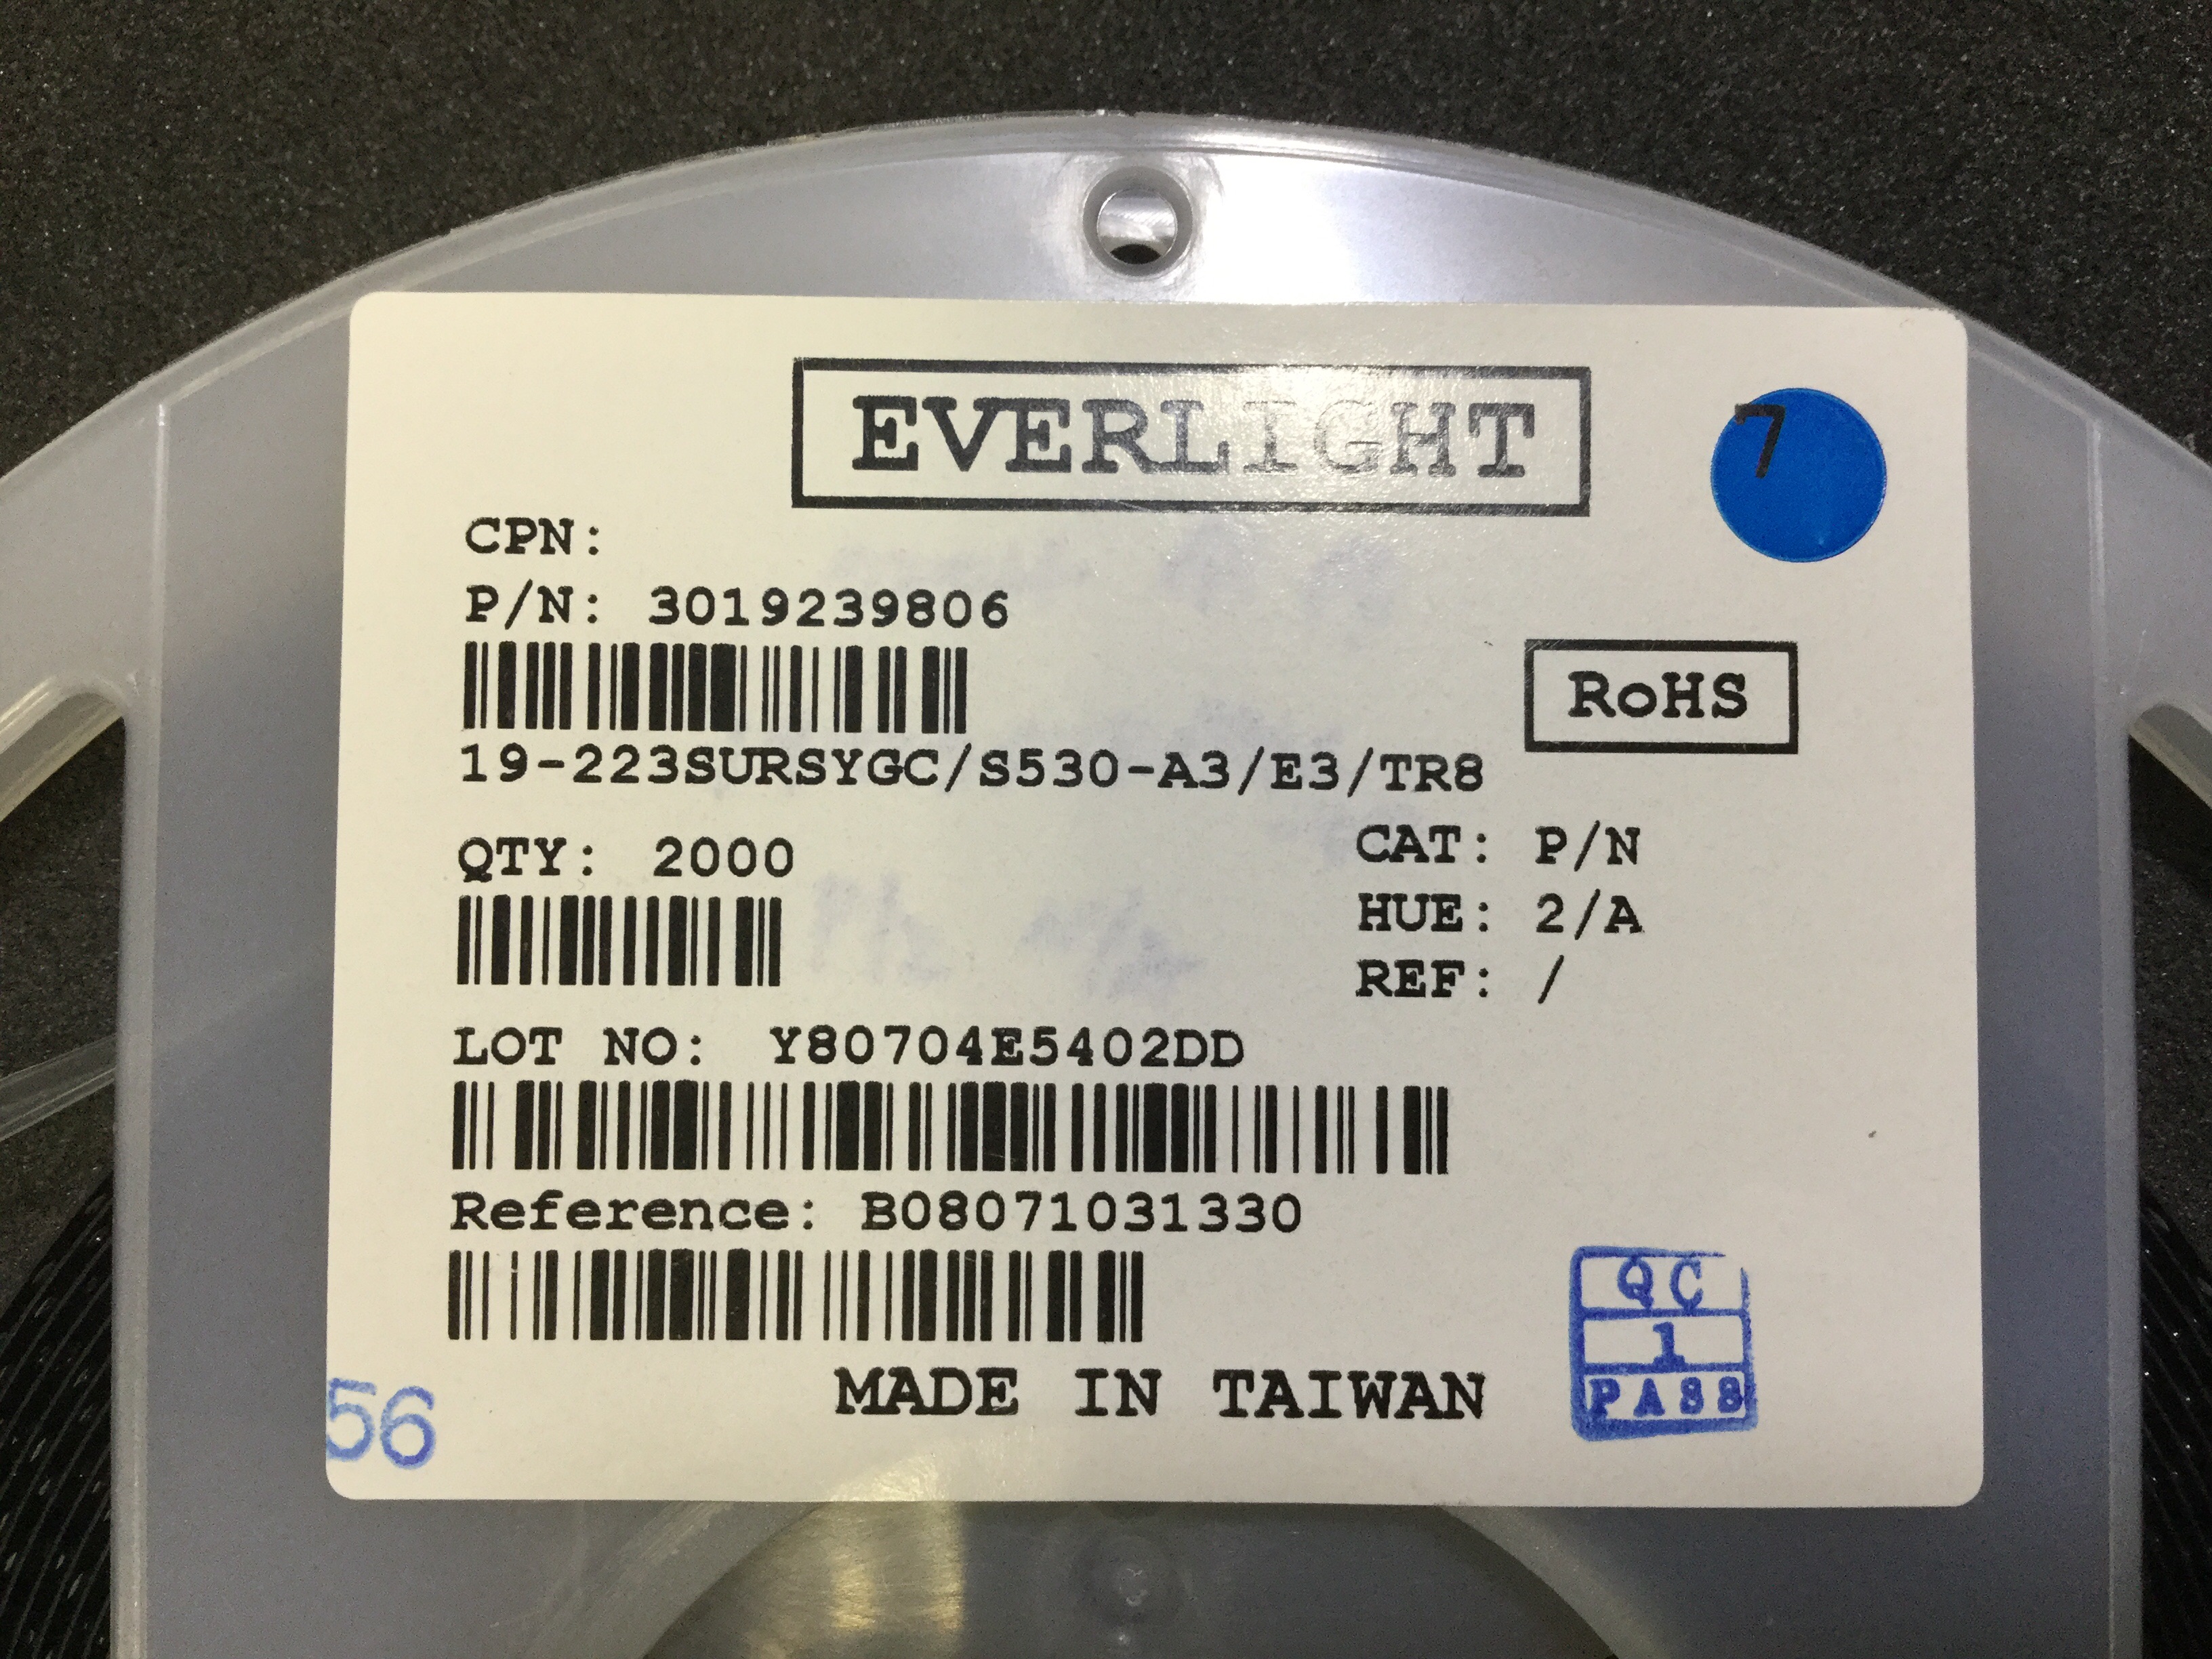 EVERLIGHT
7
CPN:
P/N: 3019239806
RoHS
19-223SURSYGC/S530-A3/E3/TR8
QTY: 2000
CAT: P/N
HUE: 2/A
REF: /
LOT NO: Y80704E5402DD
Reference: B08071031330
QC
1
PASS
MADE IN TAIWAN
56